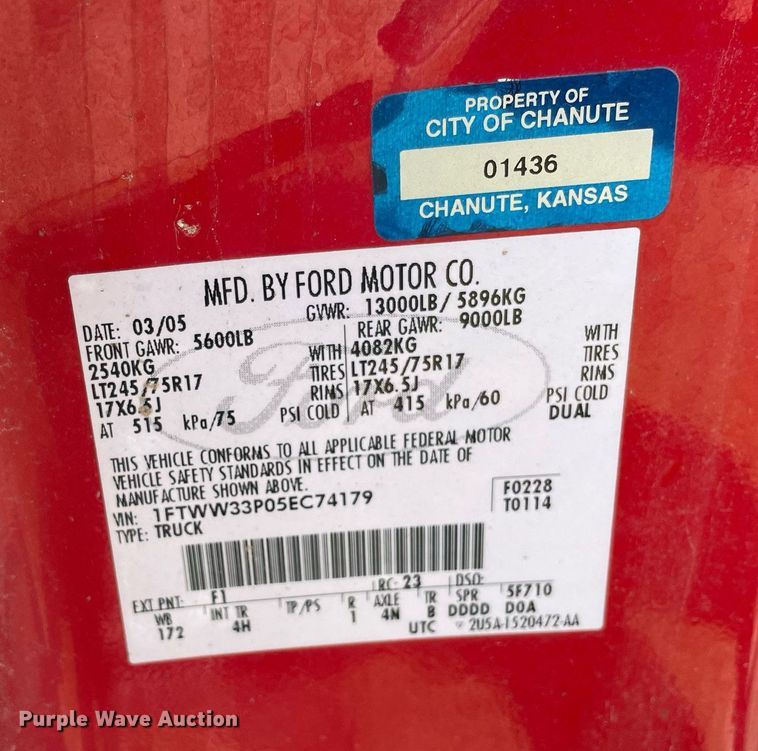 PROPERTY OF
CITY OF CHANUTE
01436
CHANUTE, KANSAS
MFD. BY FORD MOTOR CO.
DATE: 03/05 GVWR: 13000LB/ 5896KG
FRONT GAWR: 5600LB REAR GAWR: 9000LB
2540KG WITH 4082KG WITH
LT245/75R17 TIRES LT245/75R17 TIRES
17X6.5J RIMS 17X6.5J RIMS
AT 515 kPa/75 PSI COLD AT 415 kPa/60 PSI COLD
DUAL
Ford
THIS VEHICLE CONFORMS TO ALL APPLICABLE FEDERAL MOTOR
VEHICLE SAFETY STANDARDS IN EFFECT ON THE DATE OF
MANUFACTURE SHOWN ABOVE.
VIN: 1FTWW33P05EC74179 F0228
TYPE: TRUCK T0114
EXT PNT: F1 RC: 23 DSO:
WB INT TR TP/PS R AXLE TR SPR 5F710
172 4H 1 4N B DDDD D0A
UTC 2U5A-1520472-AA
Purple Wave Auction